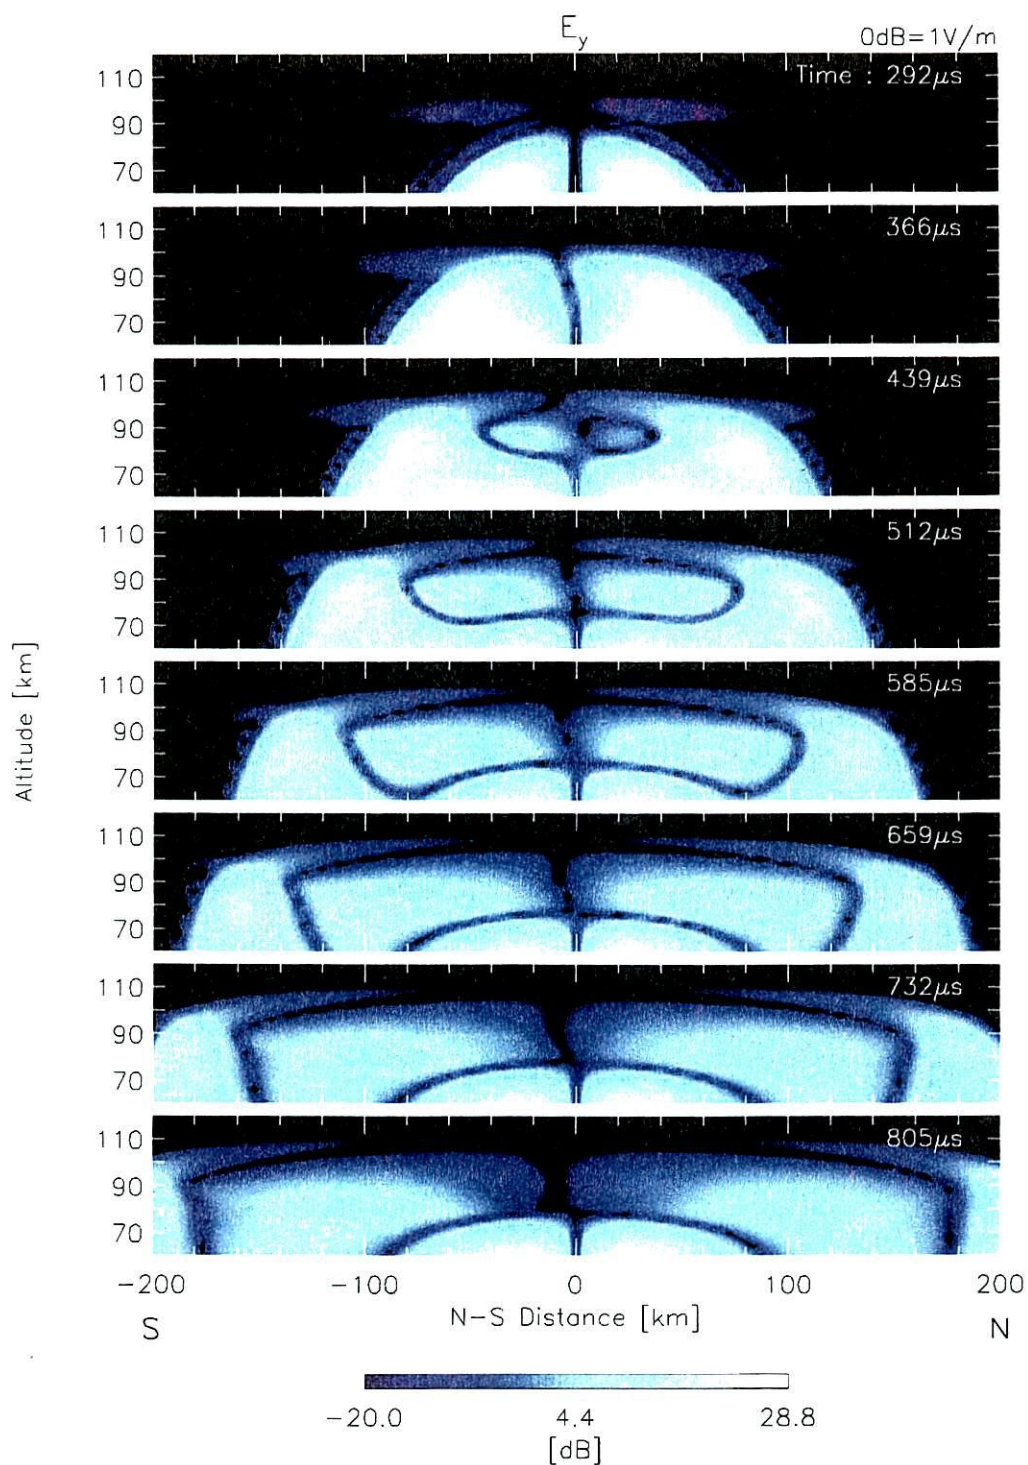 E_y
0dB=1V/m
110
90
70
Time : 292μs
110
90
70
366μs
110
90
70
439μs
110
90
70
512μs
110
90
70
585μs
110
90
70
659μs
110
90
70
732μs
110
90
70
805μs
Altitude [km]
-200 -100 0 100 200
S N-S Distance [km] N
-20.0 4.4 28.8
[dB]